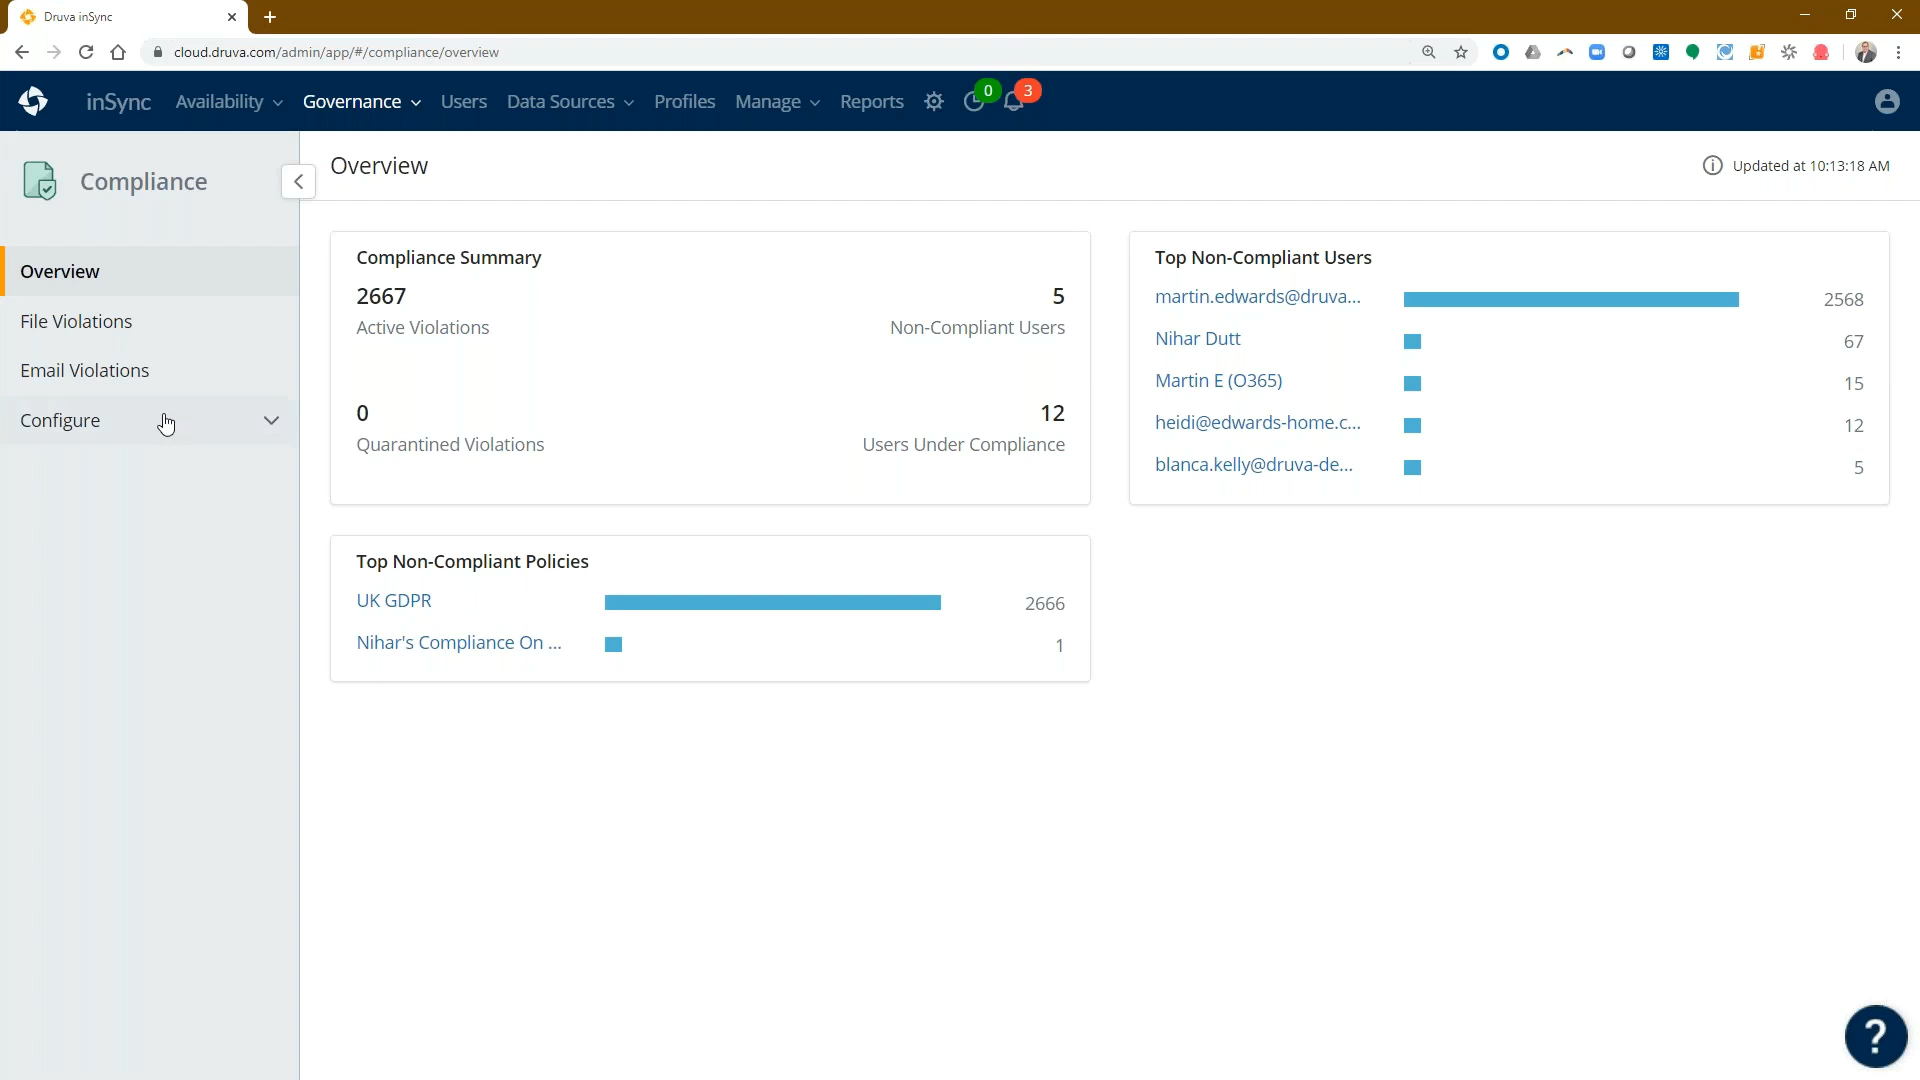 Druva inSync
cloud.druva.com/admin/app/#/compliance/overview
inSync Availability Governance Users Data Sources Profiles Manage Reports 0 3
Compliance
Overview
File Violations
Email Violations
Configure
Overview
Updated at 10:13:18 AM
Compliance Summary
2667
Active Violations
5
Non-Compliant Users
0
Quarantined Violations
12
Users Under Compliance
Top Non-Compliant Users
martin.edwards@druva... 2568
Nihar Dutt 67
Martin E (O365) 15
heidi@edwards-home.c... 12
blanca.kelly@druva-de... 5
Top Non-Compliant Policies
UK GDPR 2666
Nihar's Compliance On ... 1
?